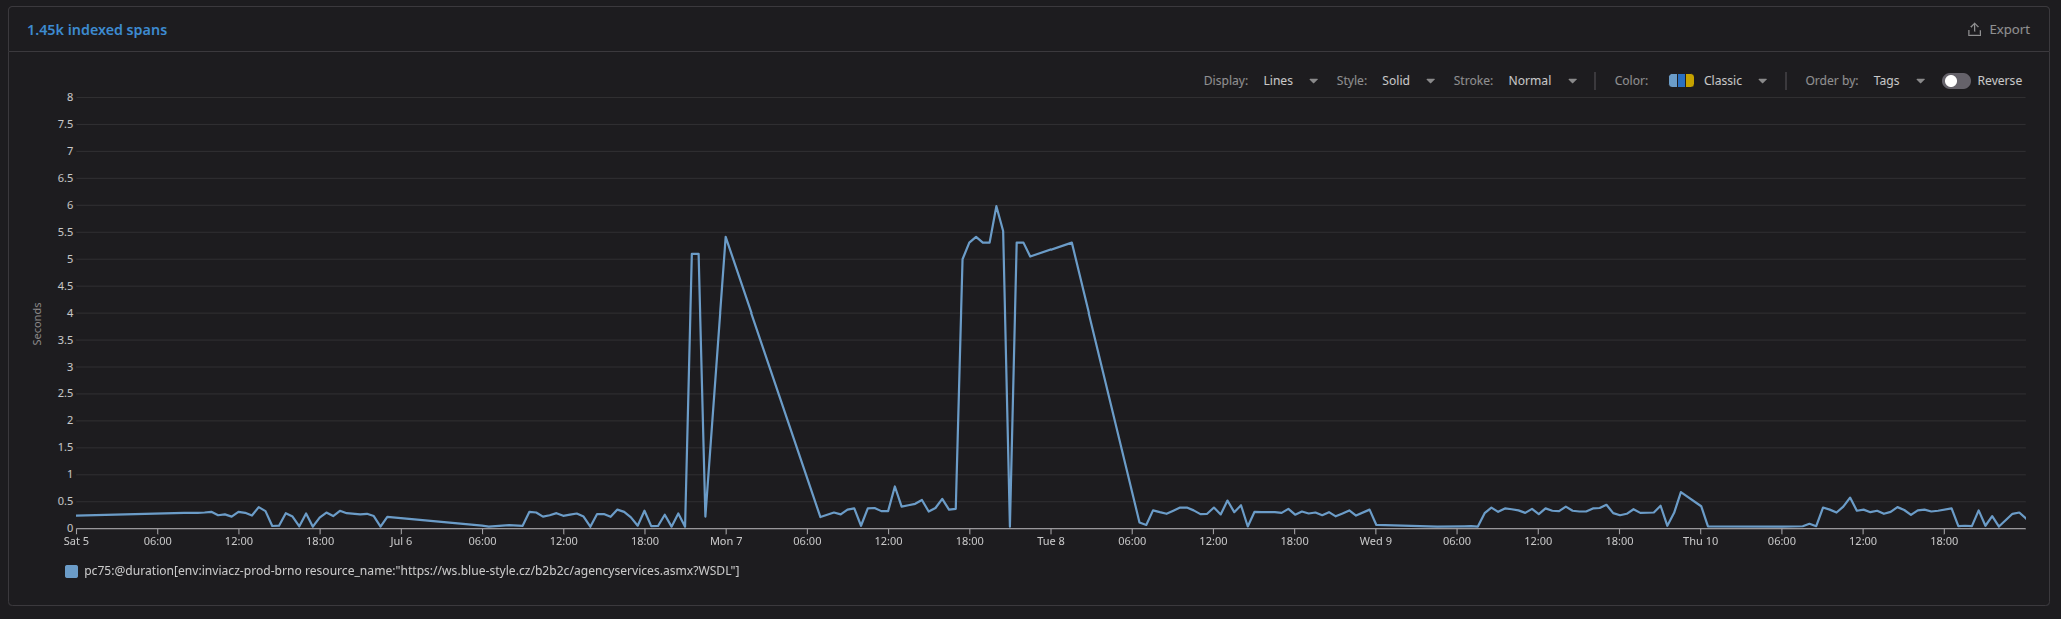 1.45k indexed spans
Export
Display: Lines Style: Solid Stroke: Normal Color: Classic Order by: Tags Reverse
8
7.5
7
6.5
6
5.5
5
4.5
4
3.5
3
2.5
2
1.5
1
0.5
0
Seconds
Sat 5 06:00 12:00 18:00 Jul 6 06:00 12:00 18:00 Mon 7 06:00 12:00 18:00 Tue 8 06:00 12:00 18:00 Wed 9 06:00 12:00 18:00 Thu 10 06:00 12:00 18:00
pc75:@duration[env:inviacz-prod-brno resource_name:"https://ws.blue-style.cz/b2b2c/agencyservices.asmx?WSDL"]